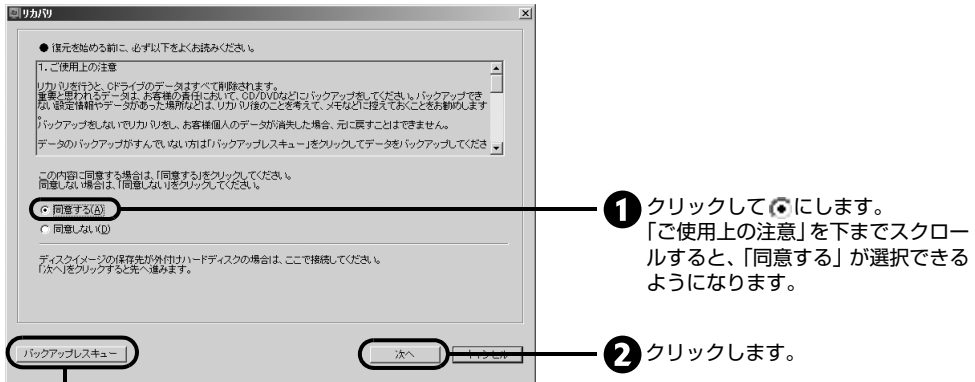 リカバリ
● 復元を始める前に、必ず以下をよくお読みください。
1. ご使用上の注意
リカバリを行うと、Cドライブのデータはすべて削除されます。
重要と思われるデータは、お客様の責任において、CD/DVDなどにバックアップをしてください。バックアップでき
ない設定情報やデータがあった場所などは、リカバリ後のことを考えて、メモなどに控えておくことをお勧めします
。
バックアップをしないでリカバリをし、お客様個人のデータが消失した場合、元に戻すことはできません。
データのバックアップがすんでいない方は「バックアップレスキュー」をクリックしてデータをバックアップしてくださ
この内容に同意する場合は、「同意する」をクリックしてください。
同意しない場合は、「同意しない」をクリックしてください。
同意する(A)
同意しない(D)
ディスクイメージの保存先が外付けハードディスクの場合は、ここで接続してください。
「次へ」をクリックすると先へ進みます。
バックアップレスキュー
次へ
キャンセル
1 クリックして にします。
「ご使用上の注意」を下までスクロー
ルすると、「同意する」が選択できる
ようになります。
2 クリックします。